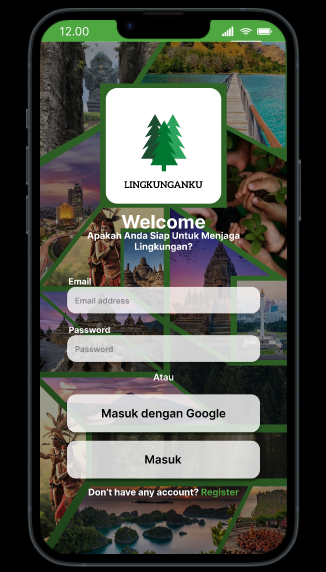 12.00
LINGKUNGANKU
Welcome
Apakah Anda Siap Untuk Menjaga
Lingkungan?
Email
Email address
Password
Password
Atau
Masuk dengan Google
Masuk
Don't have any account? Register